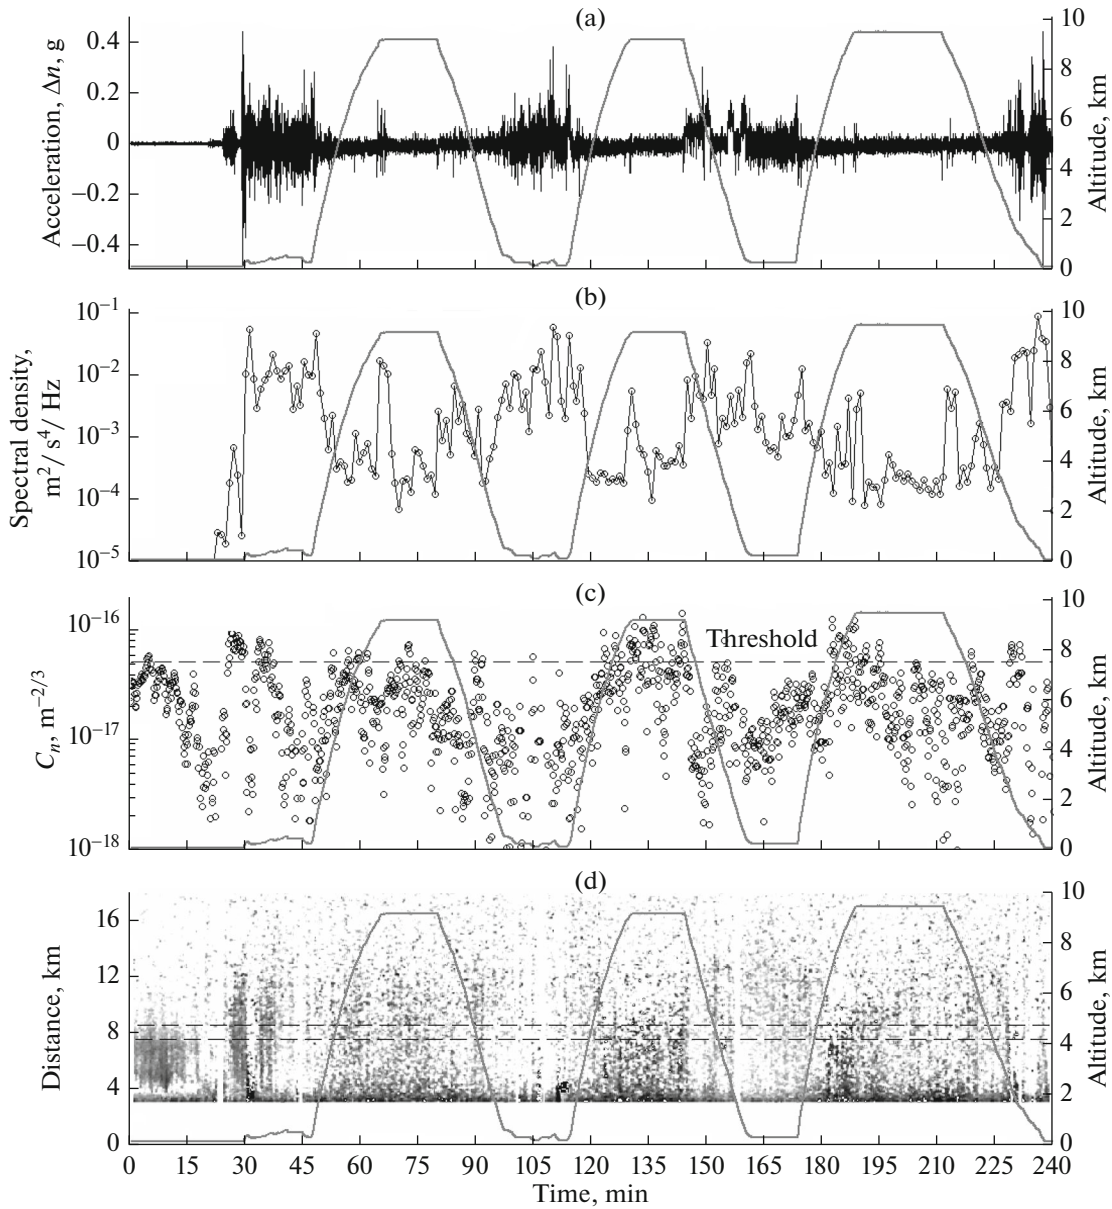 (a)
Acceleration, Δn, g
0.4
0.2
0
−0.2
−0.4
10
8
6
4
2
0
Altitude, km
(b)
Spectral density,
m²/ s⁴/ Hz
10⁻¹
10⁻²
10⁻³
10⁻⁴
10⁻⁵
10
8
6
4
2
0
Altitude, km
(c)
Cₙ, m⁻²/³
10⁻¹⁶
10⁻¹⁷
10⁻¹⁸
Threshold
10
8
6
4
2
0
Altitude, km
(d)
Distance, km
16
12
8
4
0
10
8
6
4
2
0
Altitude, km
0 15 30 45 60 75 90 105 120 135 150 165 180 195 210 225 240
Time, min